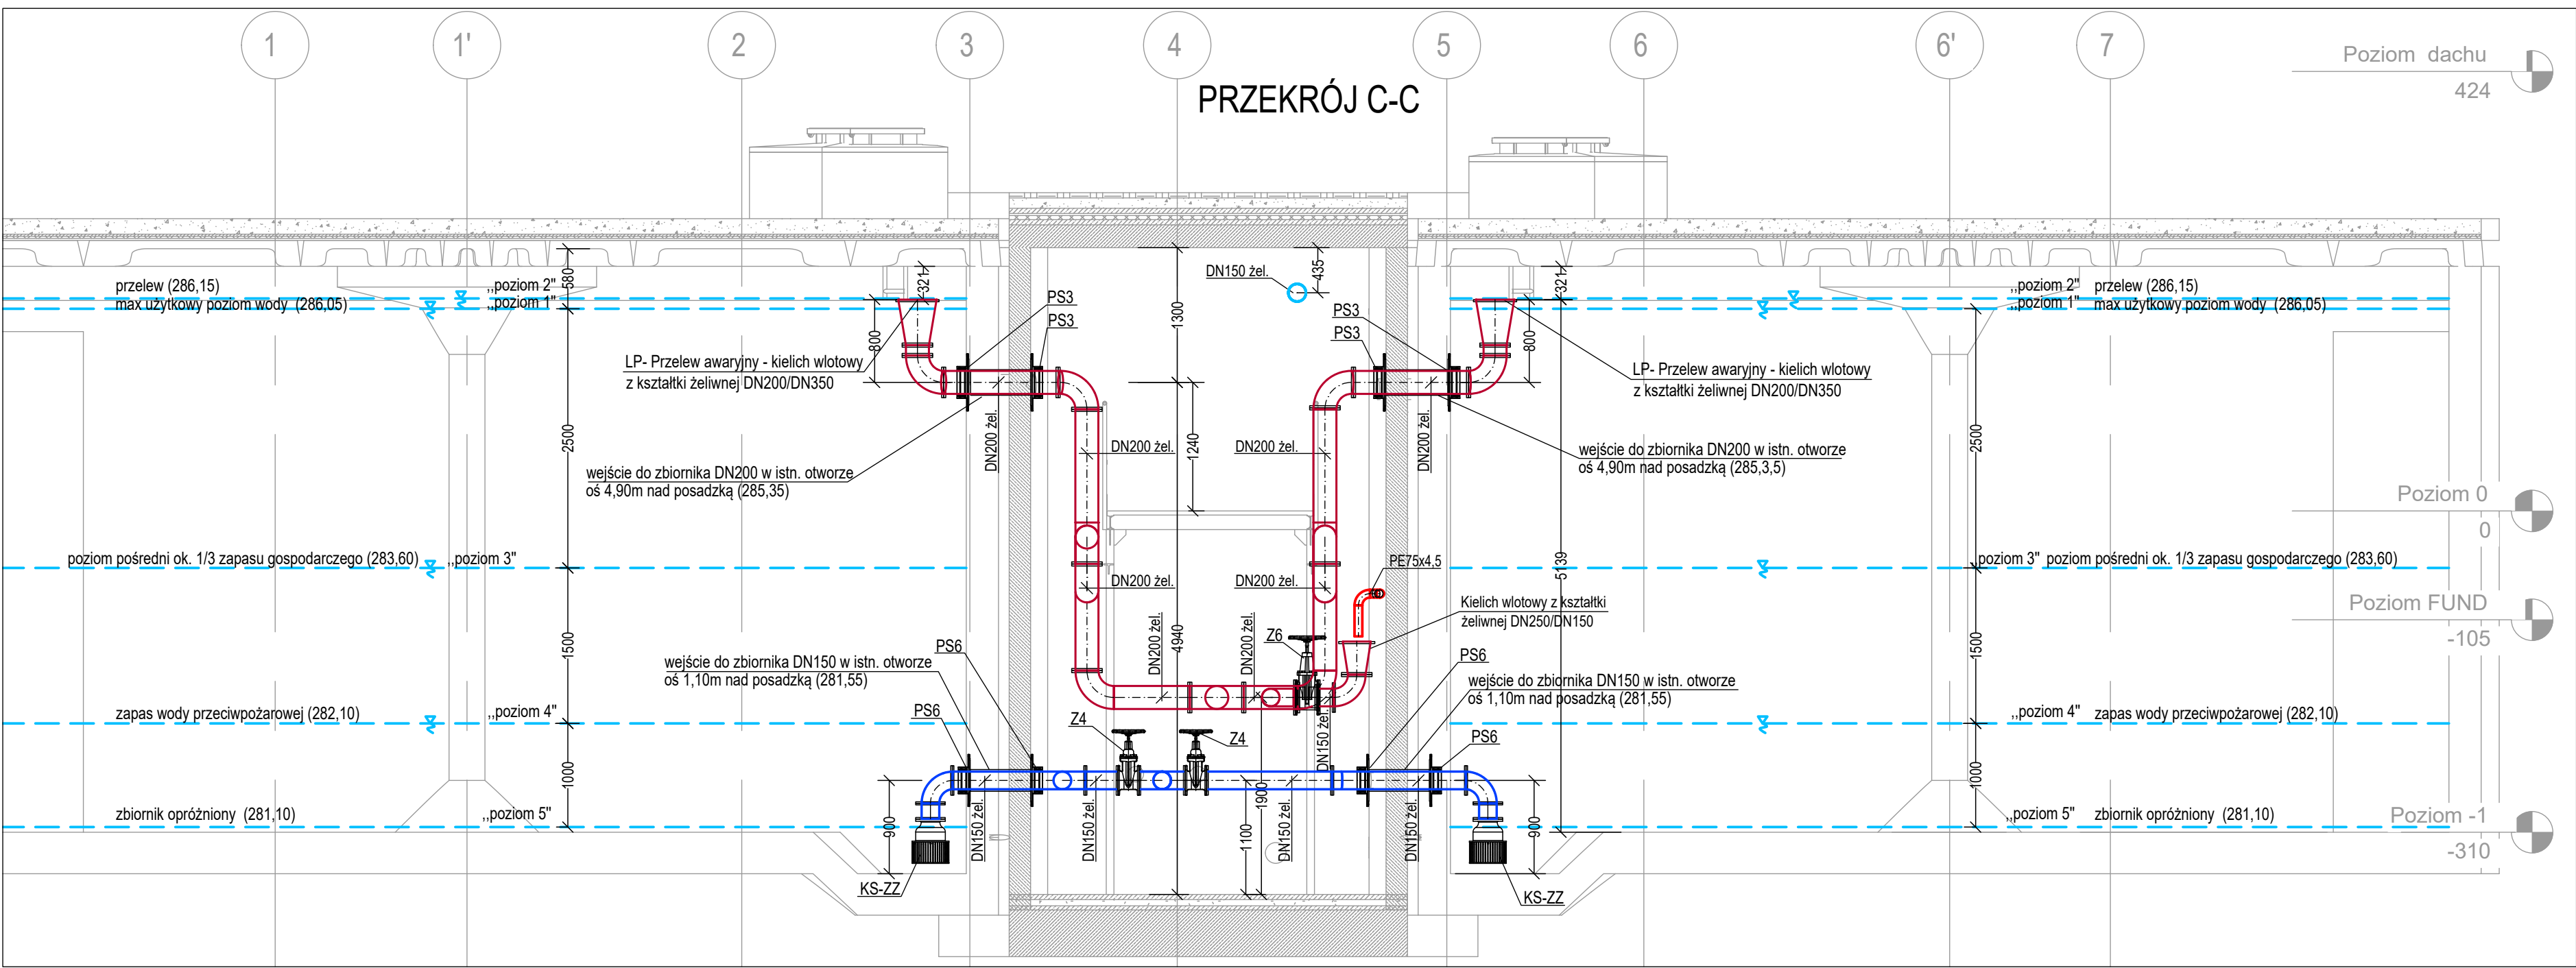 1
1'
2
3
4
5
6
6'
7
Poziom dachu
424
PRZEKRÓJ C-C
580
321
435
DN150 żel.
321
przelew (286,15)
,,poziom 2"
max użytkowy poziom wody (286,05)
,,poziom 1"
PS3
PS3
1300
PS3
PS3
,,poziom 2" przelew (286,15)
,,poziom 1" max użytkowy poziom wody (286,05)
800
800
LP- Przelew awaryjny - kielich wlotowy
z kształtki żeliwnej DN200/DN350
LP- Przelew awaryjny - kielich wlotowy
z kształtki żeliwnej DN200/DN350
2500
DN200 żel.
DN200 żel.
1240
DN200 żel.
DN200 żel.
2500
wejście do zbiornika DN200 w istn. otworze
oś 4,90m nad posadzką (285,35)
wejście do zbiornika DN200 w istn. otworze
oś 4,90m nad posadzką (285,3,5)
Poziom 0
0
poziom pośredni ok. 1/3 zapasu gospodarczego (283,60)
,,poziom 3"
DN200 żel.
DN200 żel.
PE75x4,5
5139
poziom 3" poziom pośredni ok. 1/3 zapasu gospodarczego (283,60)
Poziom FUND
-105
1500
DN200 żel.
4940
DN200 żel.
Z6
Kielich wlotowy z kształtki
żeliwnej DN250/DN150
1500
PS6
wejście do zbiornika DN150 w istn. otworze
oś 1,10m nad posadzką (281,55)
PS6
wejście do zbiornika DN150 w istn. otworze
oś 1,10m nad posadzką (281,55)
zapas wody przeciwpożarowej (282,10)
,,poziom 4"
PS6
Z4
Z4
DN150 żel.
PS6
,,poziom 4" zapas wody przeciwpożarowej (282,10)
1000
1900
1000
zbiornik opróżniony (281,10)
,,poziom 5"
900
DN150 żel.
DN150 żel.
1100
DN150 żel.
DN150 żel.
900
,,poziom 5" zbiornik opróżniony (281,10)
Poziom -1
-310
KS-ZZ
KS-ZZ